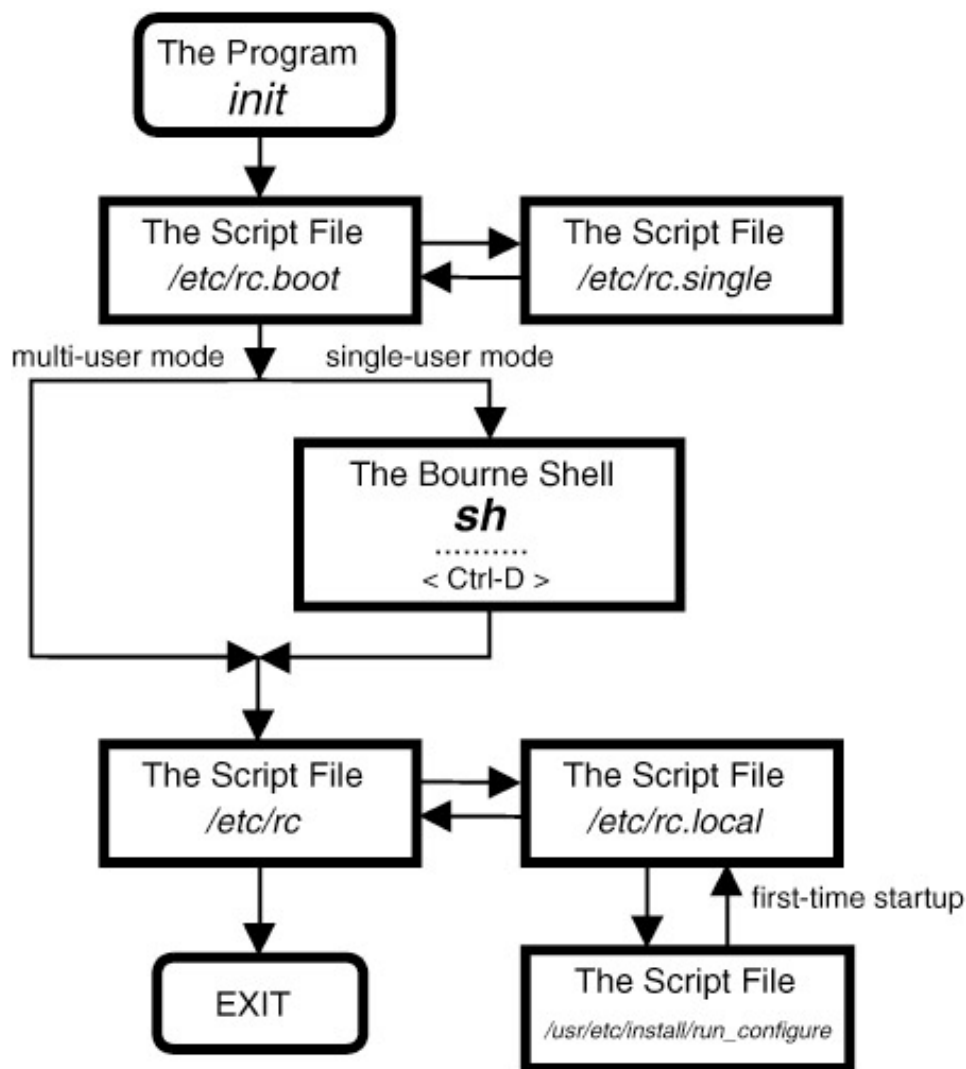 The Program
init
The Script File
/etc/rc.boot
The Script File
/etc/rc.single
multi-user mode
single-user mode
The Bourne Shell
sh
..........
< Ctrl-D >
The Script File
/etc/rc
The Script File
/etc/rc.local
first-time startup
EXIT
The Script File
/usr/etc/install/run_configure